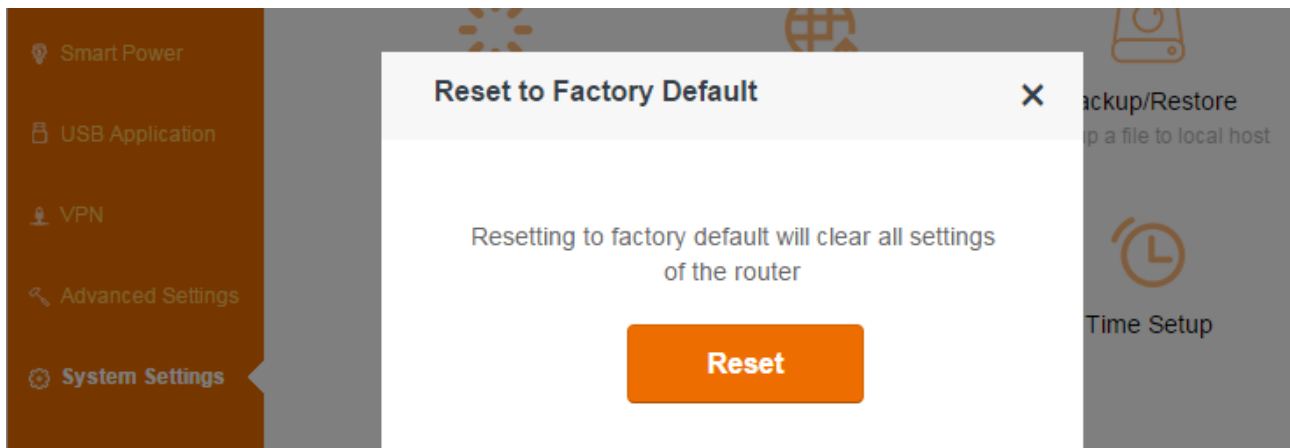 Smart Power
USB Application
VPN
Advanced Settings
System Settings
Reset to Factory Default
Resetting to factory default will clear all settings
of the router
Reset
ackup/Restore
p a file to local host
Time Setup